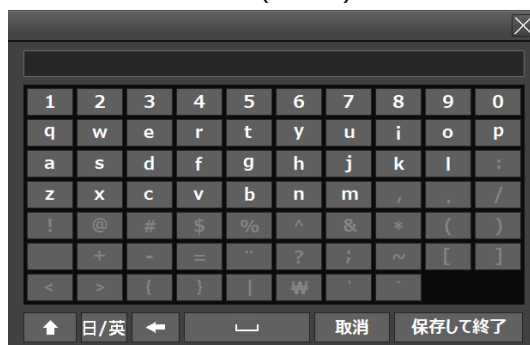 1 2 3 4 5 6 7 8 9 0
q w e r t y u i o p
a s d f g h j k l :
z x c v b n m , . /
! @ # $ % ^ & * ( )
+ - = ¨ ? ; ~ [ ]
< > { } | ₩ ' `
日/英 取消 保存して終了